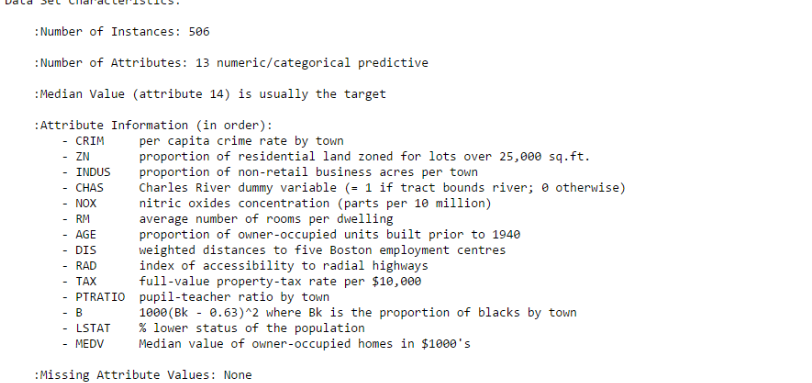 Data Set Characteristics:
:Number of Instances: 506
:Number of Attributes: 13 numeric/categorical predictive
:Median Value (attribute 14) is usually the target
:Attribute Information (in order):
- CRIM     per capita crime rate by town
- ZN       proportion of residential land zoned for lots over 25,000 sq.ft.
- INDUS    proportion of non-retail business acres per town
- CHAS     Charles River dummy variable (= 1 if tract bounds river; 0 otherwise)
- NOX      nitric oxides concentration (parts per 10 million)
- RM       average number of rooms per dwelling
- AGE      proportion of owner-occupied units built prior to 1940
- DIS      weighted distances to five Boston employment centres
- RAD      index of accessibility to radial highways
- TAX      full-value property-tax rate per $10,000
- PTRATIO  pupil-teacher ratio by town
- B        1000(Bk - 0.63)^2 where Bk is the proportion of blacks by town
- LSTAT    % lower status of the population
- MEDV     Median value of owner-occupied homes in $1000's
:Missing Attribute Values: None